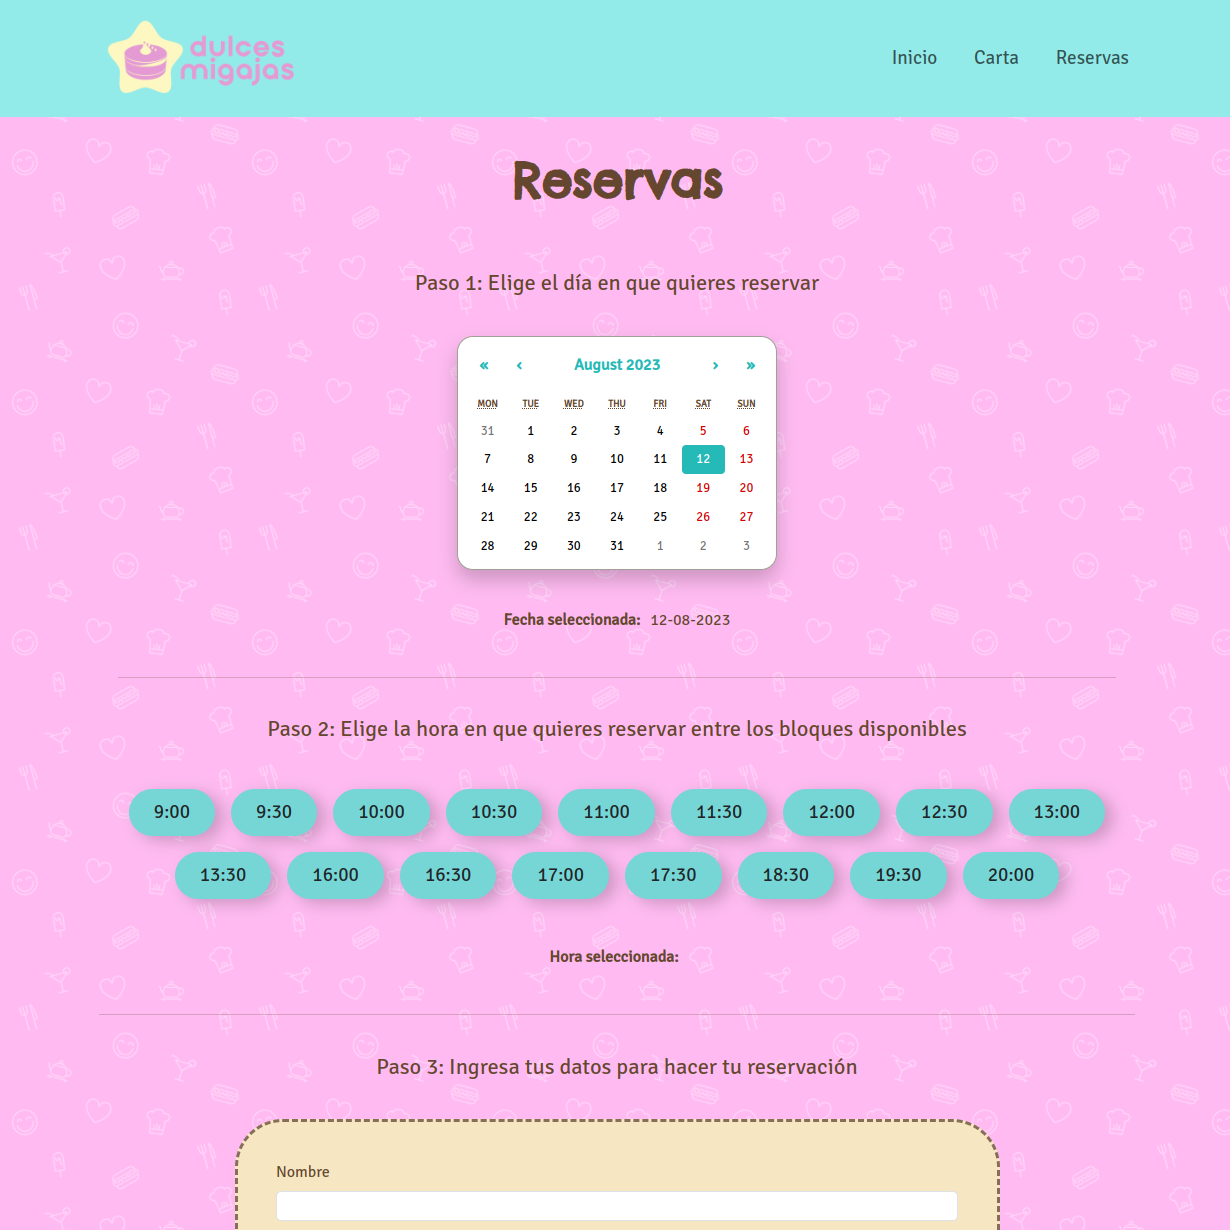 dulces
migajas
Inicio Carta Reservas
Reservas
Paso 1: Elige el día en que quieres reservar
« ‹ August 2023 › »
MON TUE WED THU FRI SAT SUN
31 1 2 3 4 5 6
7 8 9 10 11 12 13
14 15 16 17 18 19 20
21 22 23 24 25 26 27
28 29 30 31 1 2 3
Fecha seleccionada: 12-08-2023
Paso 2: Elige la hora en que quieres reservar entre los bloques disponibles
9:00 9:30 10:00 10:30 11:00 11:30 12:00 12:30 13:00
13:30 16:00 16:30 17:00 17:30 18:30 19:30 20:00
Hora seleccionada:
Paso 3: Ingresa tus datos para hacer tu reservación
Nombre